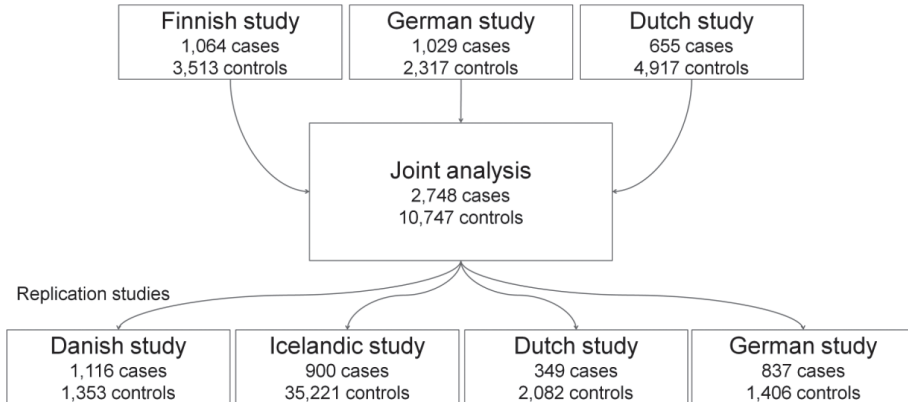 Finnish study
1,064 cases
3,513 controls
German study
1,029 cases
2,317 controls
Dutch study
655 cases
4,917 controls
Joint analysis
2,748 cases
10,747 controls
Replication studies
Danish study
1,116 cases
1,353 controls
Icelandic study
900 cases
35,221 controls
Dutch study
349 cases
2,082 controls
German study
837 cases
1,406 controls